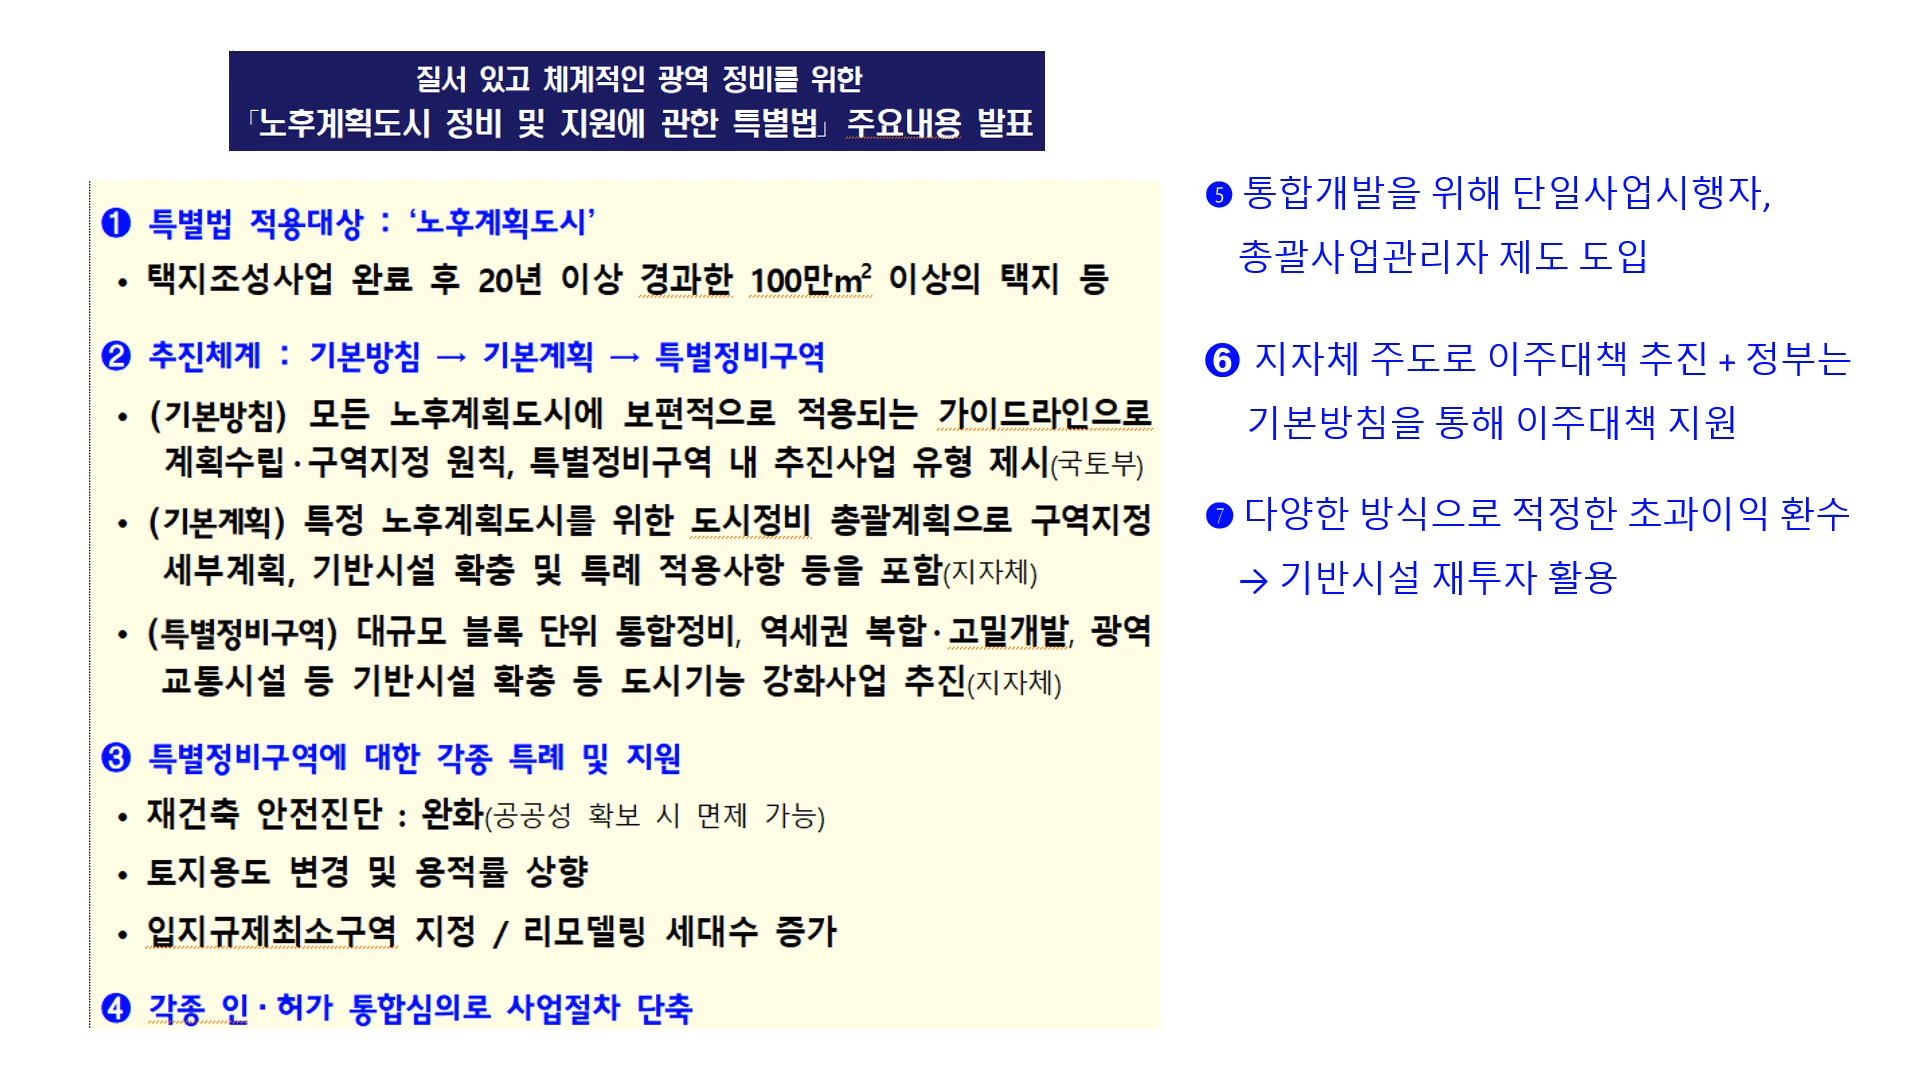 질서 있고 체계적인 광역 정비를 위한
「노후계획도시 정비 및 지원에 관한 특별법」 주요내용 발표
❶ 특별법 적용대상 : ‘노후계획도시’
• 택지조성사업 완료 후 20년 이상 경과한 100만m² 이상의 택지 등
❷ 추진체계 : 기본방침 → 기본계획 → 특별정비구역
• (기본방침) 모든 노후계획도시에 보편적으로 적용되는 가이드라인으로
계획수립·구역지정 원칙, 특별정비구역 내 추진사업 유형 제시(국토부)
• (기본계획) 특정 노후계획도시를 위한 도시정비 총괄계획으로 구역지정
세부계획, 기반시설 확충 및 특례 적용사항 등을 포함(지자체)
• (특별정비구역) 대규모 블록 단위 통합정비, 역세권 복합·고밀개발, 광역
교통시설 등 기반시설 확충 등 도시기능 강화사업 추진(지자체)
❸ 특별정비구역에 대한 각종 특례 및 지원
• 재건축 안전진단 : 완화(공공성 확보 시 면제 가능)
• 토지용도 변경 및 용적률 상향
• 입지규제최소구역 지정 / 리모델링 세대수 증가
❹ 각종 인·허가 통합심의로 사업절차 단축
❺ 통합개발을 위해 단일사업시행자,
총괄사업관리자 제도 도입
❻ 지자체 주도로 이주대책 추진 + 정부는
기본방침을 통해 이주대책 지원
❼ 다양한 방식으로 적정한 초과이익 환수
→ 기반시설 재투자 활용